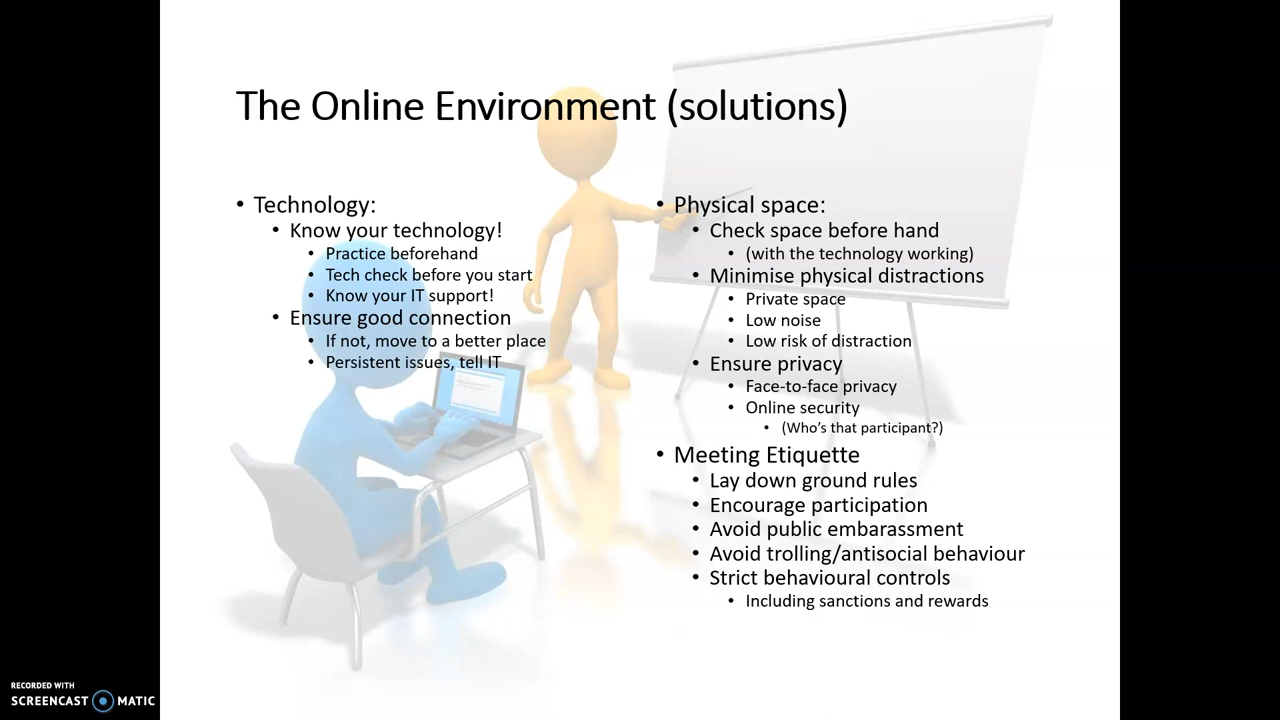 The Online Environment (solutions)
• Technology:
• Know your technology!
• Practice beforehand
• Tech check before you start
• Know your IT support!
• Ensure good connection
• If not, move to a better place
• Persistent issues, tell IT
• Physical space:
• Check space before hand
• (with the technology working)
• Minimise physical distractions
• Private space
• Low noise
• Low risk of distraction
• Ensure privacy
• Face-to-face privacy
• Online security
• (Who's that participant?)
• Meeting Etiquette
• Lay down ground rules
• Encourage participation
• Avoid public embarassment
• Avoid trolling/antisocial behaviour
• Strict behavioural controls
• Including sanctions and rewards
RECORDED WITH
SCREENCAST MATIC